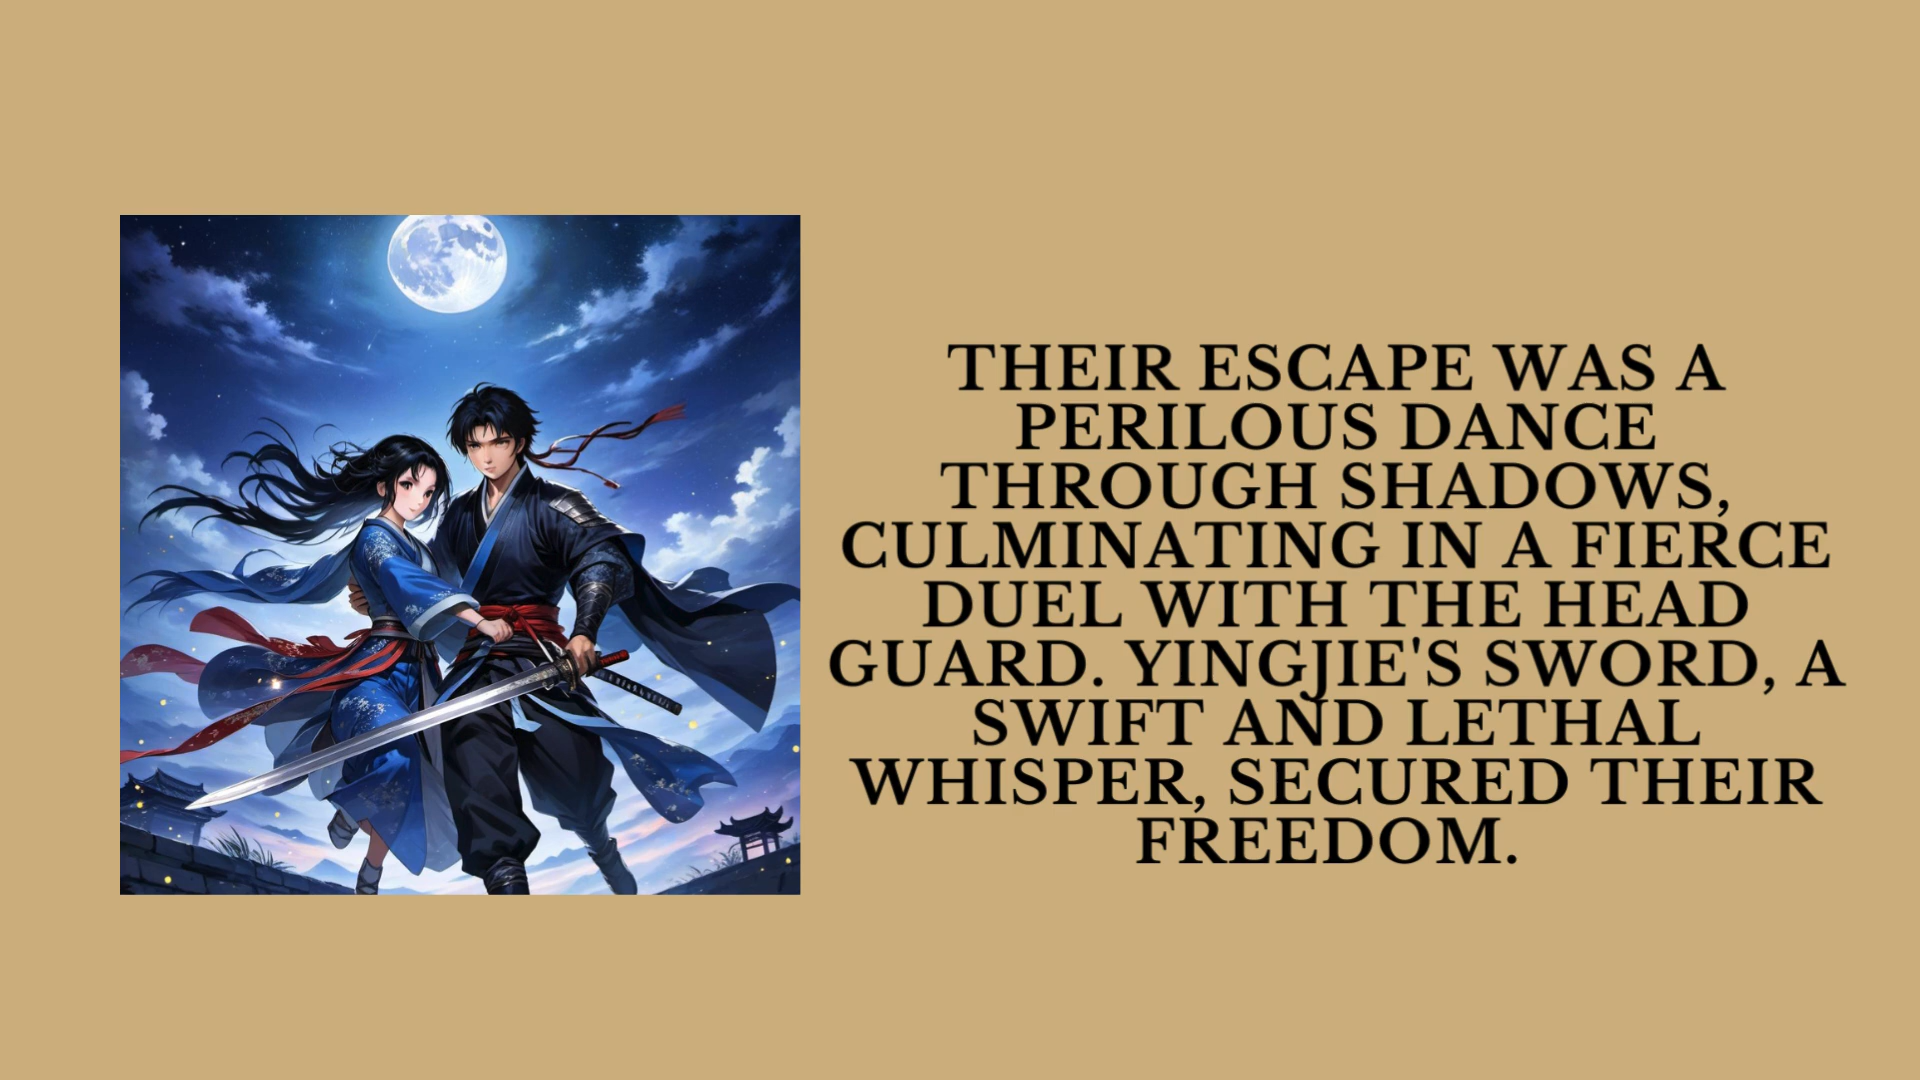 THEIR ESCAPE WAS A
PERILOUS DANCE
THROUGH SHADOWS,
CULMINATING IN A FIERCE
DUEL WITH THE HEAD
GUARD. YINGJIE'S SWORD, A
SWIFT AND LETHAL
WHISPER, SECURED THEIR
FREEDOM.